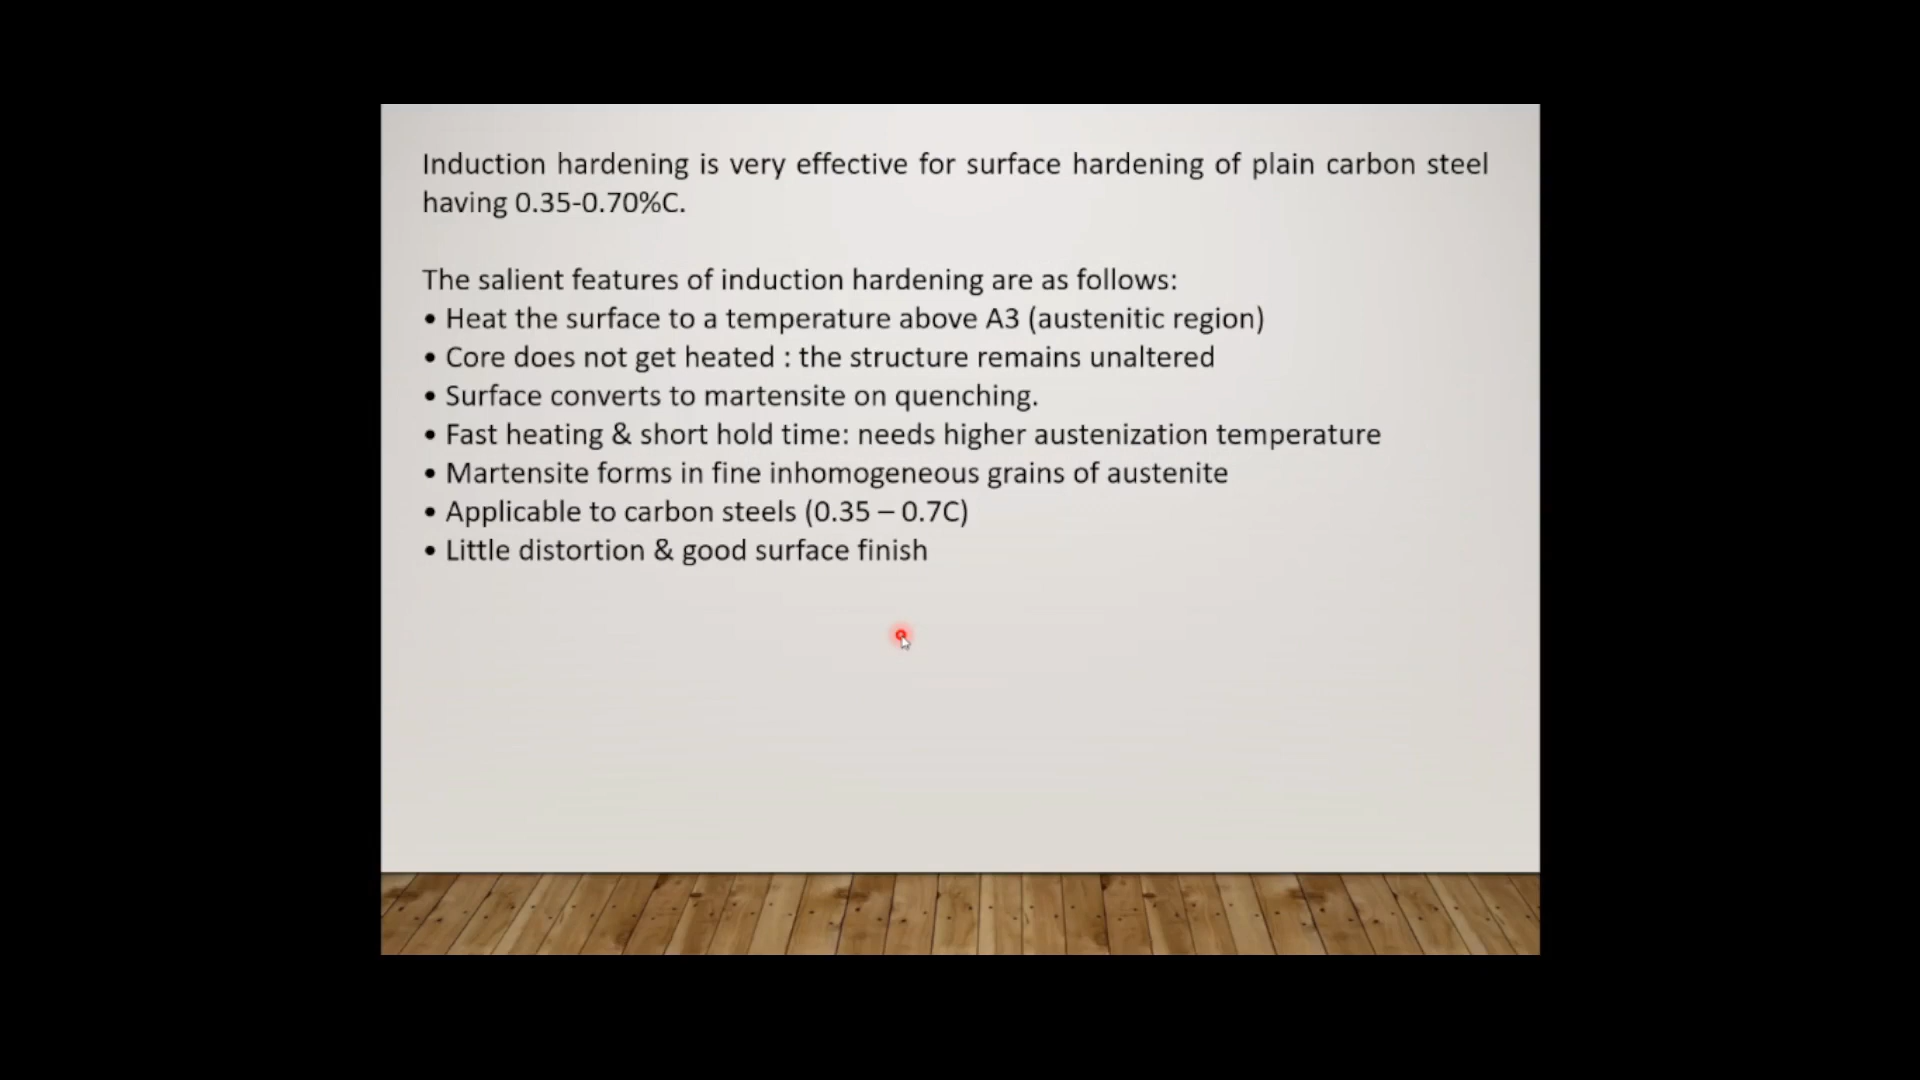 Induction hardening is very effective for surface hardening of plain carbon steel
having 0.35-0.70%C.
The salient features of induction hardening are as follows:
• Heat the surface to a temperature above A3 (austenitic region)
• Core does not get heated : the structure remains unaltered
• Surface converts to martensite on quenching.
• Fast heating & short hold time: needs higher austenization temperature
• Martensite forms in fine inhomogeneous grains of austenite
• Applicable to carbon steels (0.35 – 0.7C)
• Little distortion & good surface finish